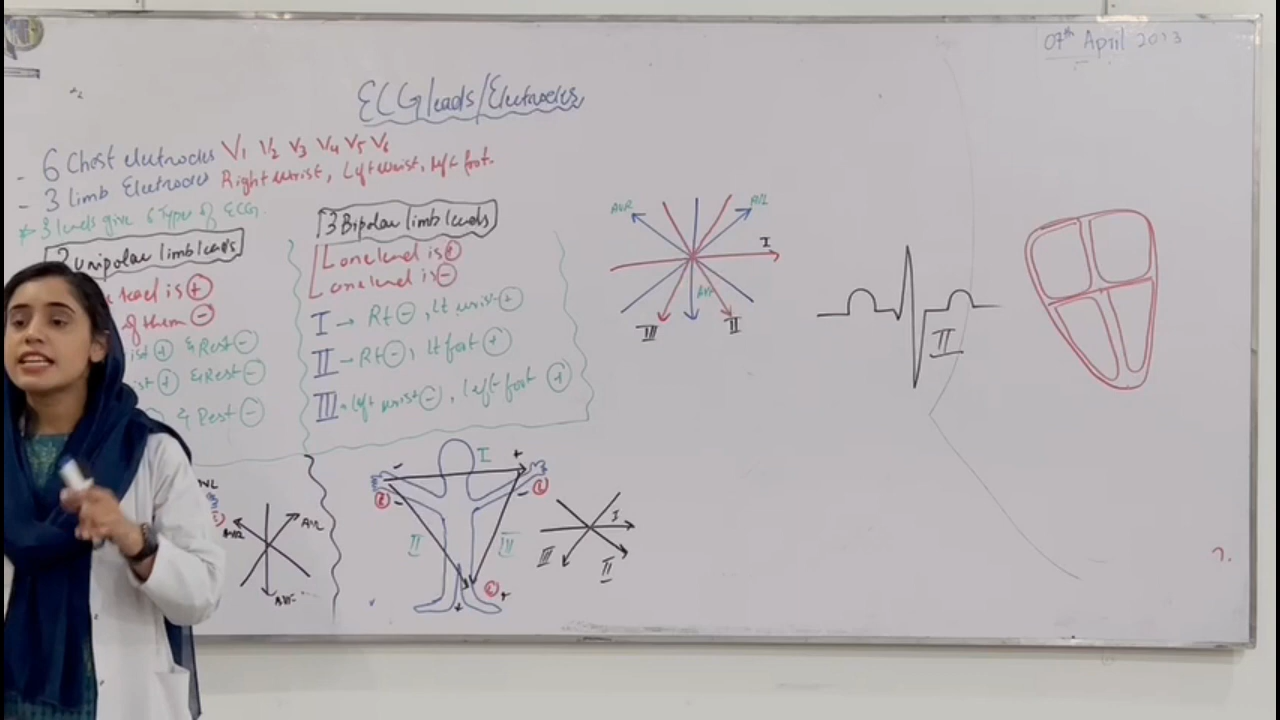 07th April 2023
ECG leads/Electrodes
- 6 Chest electrodes V1 V2 V3 V4 V5 V6
- 3 limb Electrodes Right wrist, Left wrist, left foot.
3 leads give 6 Type of ECG.
unipolar limb leads
lead is +
of them -
ist + & Rest -
ist + & Rest -
& Rest -
3 Bipolar limb leads
One lead is +
One lead is -
I → Rt -, Lt wrist +
II → Rt -, Lt foot +
III → left wrist -, left foot +
AVR
AVL
I
AVF
III
II
II
AVR
AVL
AVF
I
II
III
- +
- -
+ +
I
III
II